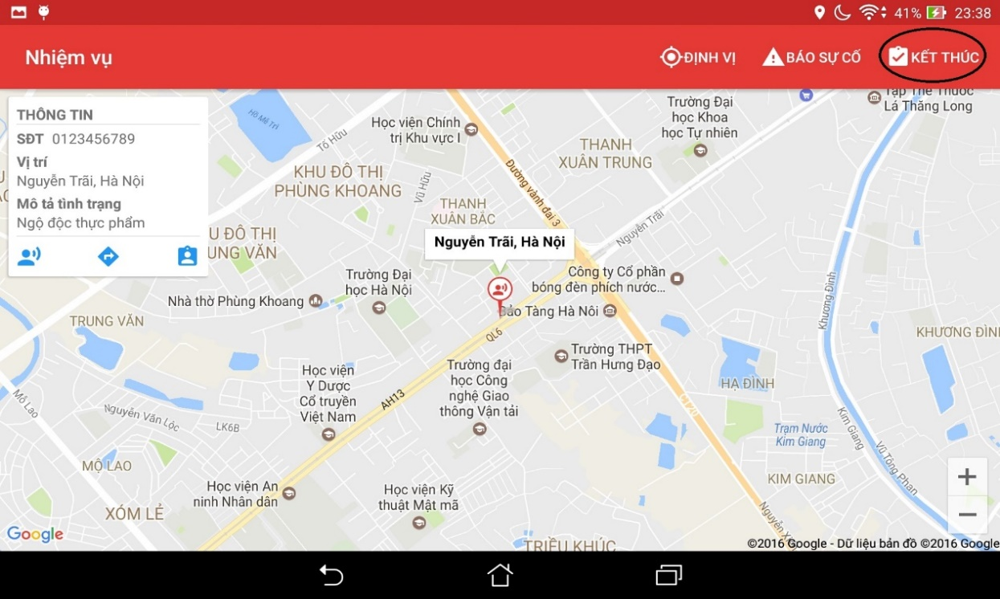 41% 23:38
Nhiệm vụ
ĐỊNH VỊ
BÁO SỰ CỐ
KẾT THÚC
THÔNG TIN
SĐT 0123456789
Vị trí
Nguyễn Trãi, Hà Nội
Mô tả tình trạng
Ngộ độc thực phẩm
Hồ Mễ Trì
Tố Hữu
Học viện Chính
trị Khu vực I
Trường Đại
học Khoa
học Tự nhiên
Tập Thể Thuốc
Lá Thăng Long
THANH
XUÂN TRUNG
KHU ĐÔ THỊ
PHÙNG KHOANG
Vũ Hữu
Đường vành đai 3
THANH
XUÂN BẮC
Nguyễn Trãi
U ĐÔ THỊ
UNG VĂN
Nguyễn Trãi, Hà Nội
Trường Đại
học Hà Nội
Công ty Cổ phần
bóng đèn phích nước...
Nhà thờ Phùng Khoang
Bảo Tàng Hà Nôi
Khương Đình
TRUNG VĂN
QL6
KHƯƠNG ĐÌNH
Trường THPT
Trần Hưng Đạo
Học viện
Y Dược
Cổ truyền
Việt Nam
Trường đại
học Công
nghệ Giao
thông Vận tải
HẠ ĐÌNH
AH13
CT20
Mỗ Lao
Nguyễn Văn Lộc
LK6B
Trạm Nước
Kim Giang
Kim Giang
Vũ Tông Phan
MỘ LAO
KIM GIANG
Học viện An
ninh Nhân dân
Học viện Kỹ
thuật Mật mã
XÓM LẺ
Nguyễn X
TRIỀU KHÚC
Google
©2016 Google - Dữ liệu bản đồ ©2016 Google